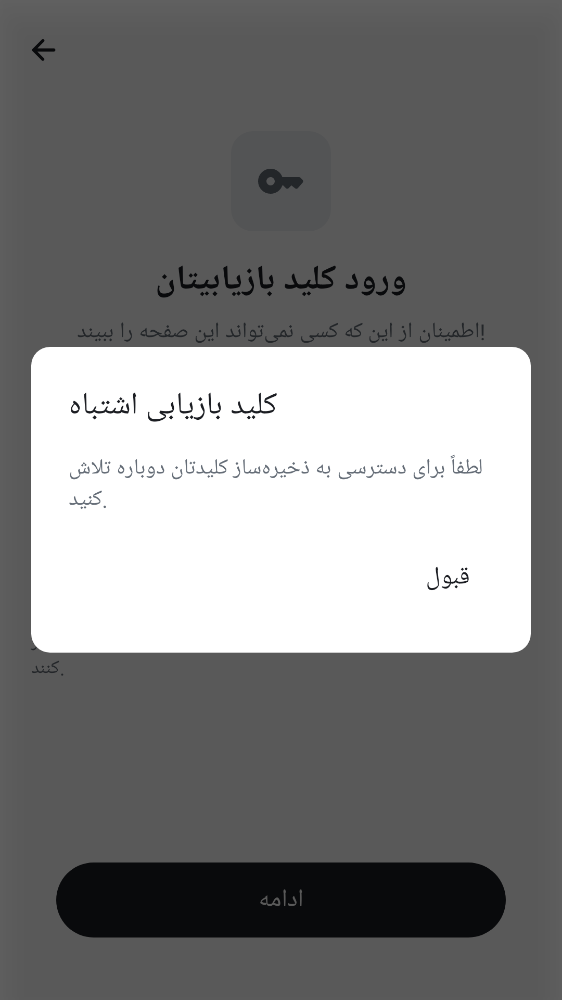 ورود کلید بازیابیتان
اطمینان از این که کسی نمی‌تواند این صفحه را ببیند!
کلید بازیابی اشتباه
لطفاً برای دسترسی به ذخیره‌ساز کلیدتان دوباره تلاش
کنید.
قبول
کنند.
ادامه